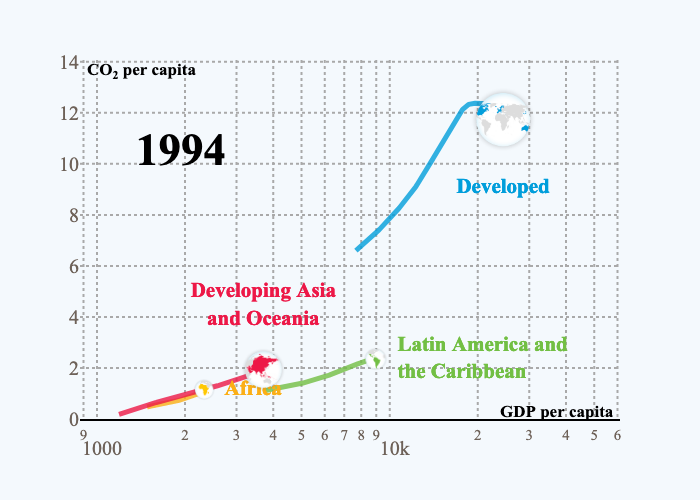 14
CO₂ per capita
12
1994
10
Developed
8
6
Developing Asia
and Oceania
4
Latin America and
2
the Caribbean
Africa
GDP per capita
0
9 2 3 4 5 6 7 8 9 2 3 4 5 6
1000 10k